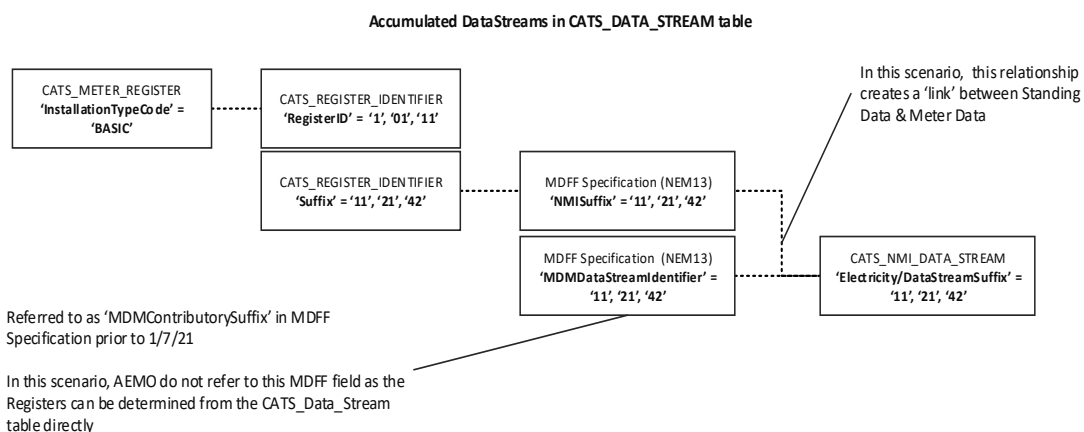 Accumulated DataStreams in CATS_DATA_STREAM table
CATS_METER_REGISTER
‘InstallationTypeCode’ =
‘BASIC’
CATS_REGISTER_IDENTIFIER
‘RegisterID’ = ‘1’, ‘01’, ‘11’
In this scenario, this relationship
creates a ‘link’ between Standing
Data & Meter Data
CATS_REGISTER_IDENTIFIER
‘Suffix’ = ‘11’, ‘21’, ‘42’
MDFF Specification (NEM13)
‘NMISuffix’ = ‘11’, ‘21’, ‘42’
MDFF Specification (NEM13)
‘MDMDataStreamIdentifier’ =
‘11’, ‘21’, ‘42’
CATS_NMI_DATA_STREAM
‘Electricity/DataStreamSuffix’ =
‘11’, ‘21’, ‘42’
Referred to as ‘MDMContributorySuffix’ in MDFF
Specification prior to 1/7/21
In this scenario, AEMO do not refer to this MDFF field as the
Registers can be determined from the CATS_Data_Stream
table directly